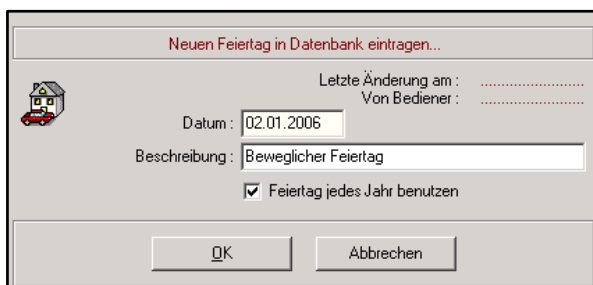 Neuen Feiertag in Datenbank eintragen...
Letzte Änderung am : ........................
Von Bediener : ........................
Datum : 02.01.2006
Beschreibung : Beweglicher Feiertag
Feiertag jedes Jahr benutzen
OK Abbrechen